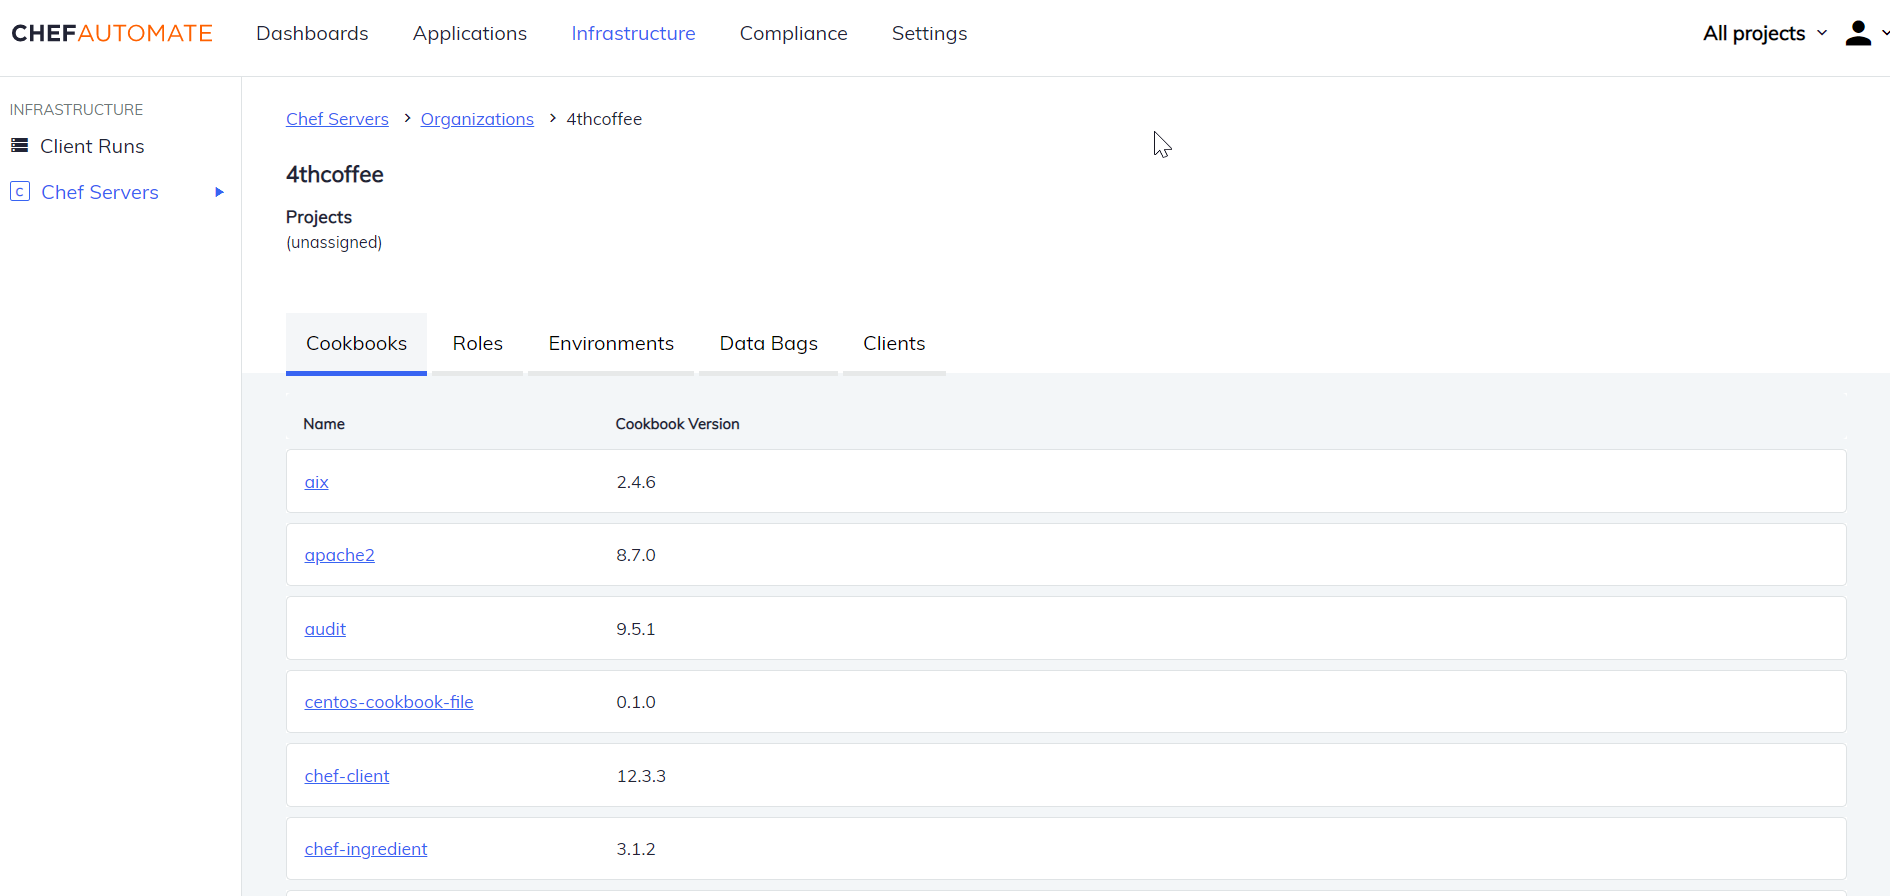 CHEFAUTOMATE Dashboards Applications Infrastructure Compliance Settings All projects
INFRASTRUCTURE
Client Runs
C Chef Servers
Chef Servers > Organizations > 4thcoffee
4thcoffee
Projects
(unassigned)
Cookbooks Roles Environments Data Bags Clients
Name Cookbook Version
aix 2.4.6
apache2 8.7.0
audit 9.5.1
centos-cookbook-file 0.1.0
chef-client 12.3.3
chef-ingredient 3.1.2